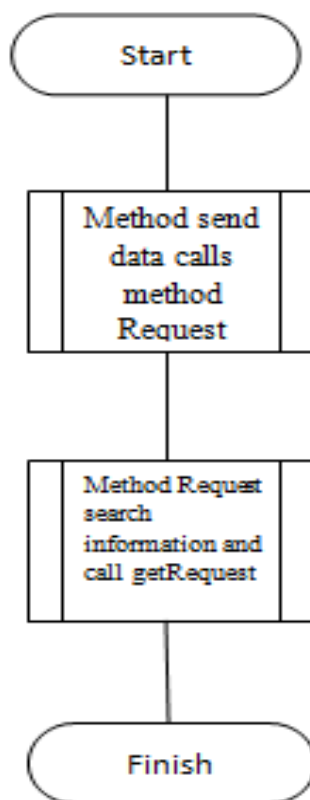 Start
Method send
data calls
method
Request
Method Request
search
information and
call getRequest
Finish